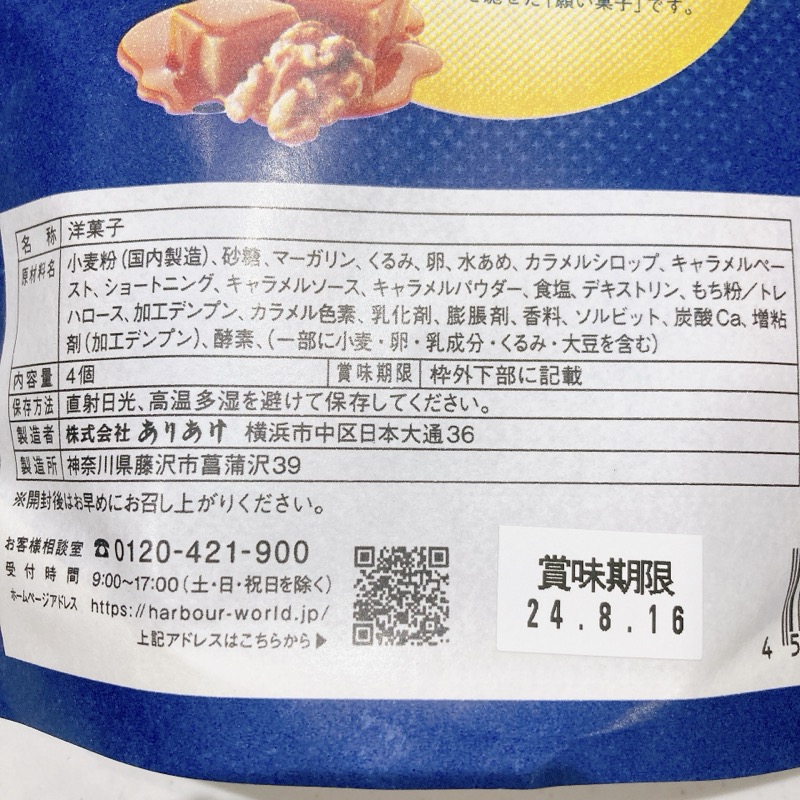 を焼きた「願い菓子」です。
名称 洋菓子
原材料名 小麦粉(国内製造)、砂糖、マーガリン、くるみ、卵、水あめ、カラメルシロップ、キャラメルペー
スト、ショートニング、キャラメルソース、キャラメルパウダー、食塩、デキストリン、もち粉/トレ
ハロース、加工デンプン、カラメル色素、乳化剤、膨脹剤、香料、ソルビット、炭酸Ca、増粘
剤(加工デンプン)、酵素、(一部に小麦・卵・乳成分・くるみ・大豆を含む)
内容量 4個 賞味期限 枠外下部に記載
保存方法 直射日光、高温多湿を避けて保存してください。
製造者 株式会社 ありあけ 横浜市中区日本大通36
製造所 神奈川県藤沢市菖蒲沢39
※開封後はお早めにお召し上がりください。
お客様相談室 ☎0120-421-900
受付時間 9:00~17:00(土・日・祝日を除く)
ホームページアドレス https://harbour-world.jp/
上記アドレスはこちらから▶
賞味期限
24.8.16
45